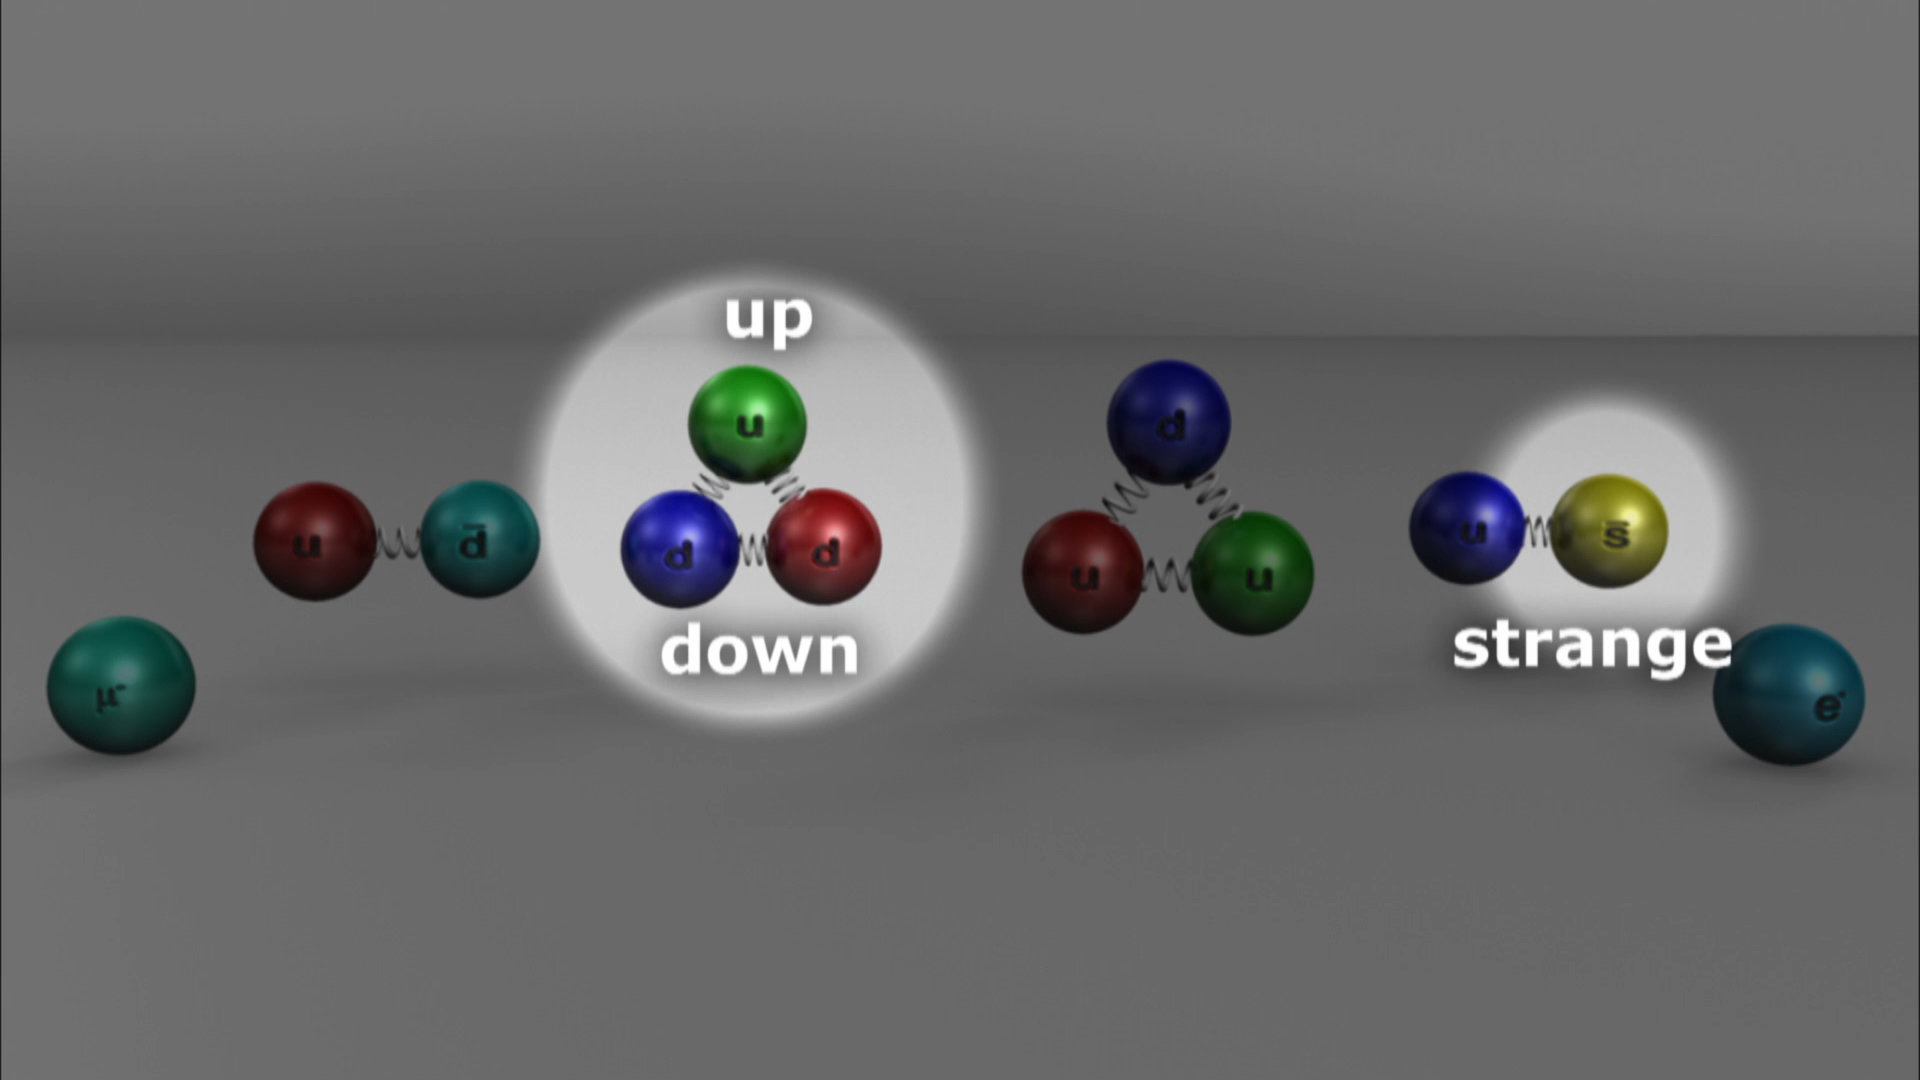 up
u
d d
down
u d̅
μ⁻
d
u u
u s̅
strange
e⁻